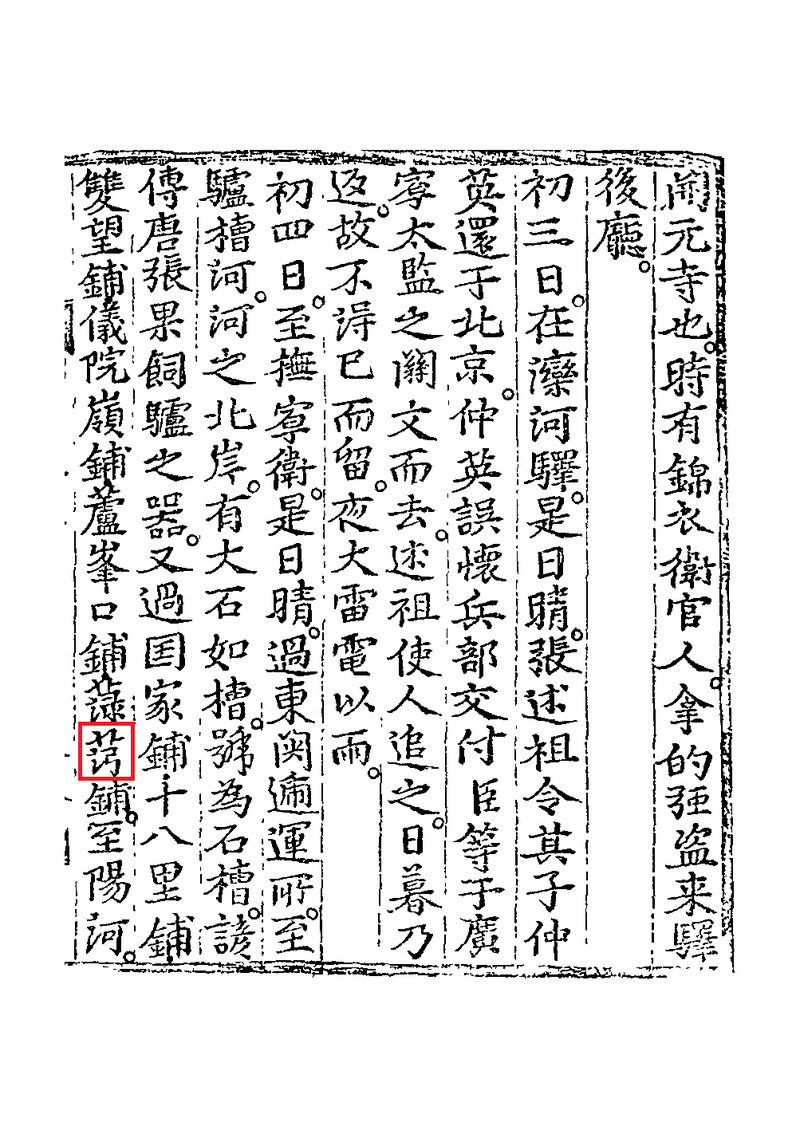 開元寺也。時有錦衣衛官人。拿的强盜来驛
後廳。
初三日。在灤河驛。是日晴。張述祖令其子仲
英還于北京。仲英誤懷兵部交付臣等于廣
寧太監之關文而去。述祖使人追之。日暮乃
返。故不得已而留。夜大雷電以雨。
初四日。至撫寧衛。是日晴。過東関遞運所。至
驢槽河。河之北岸。有大石如槽。號為石槽。諺
傳唐張果飼驢之器。又過国家鋪十八里鋪
雙望鋪儀院嶺鋪蘆峯口鋪菉鋪。至陽河。